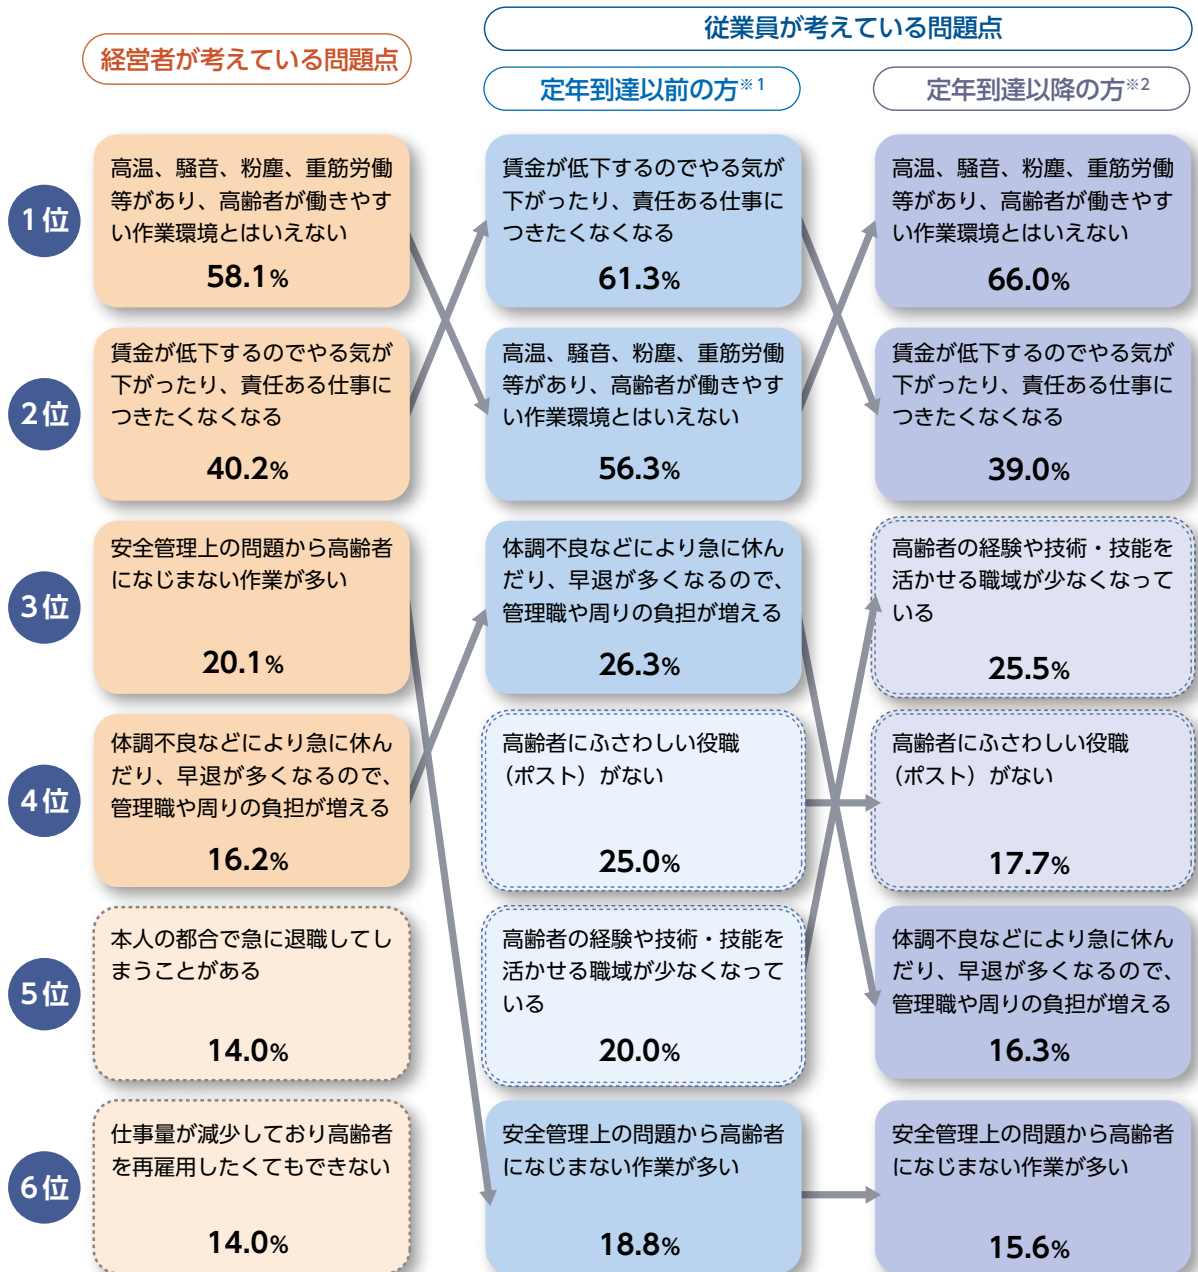 従業員が考えている問題点
経営者が考えている問題点
定年到達以前の方※1
定年到達以降の方※2
1位
高温、騒音、粉塵、重筋労働
等があり、高齢者が働きやす
い作業環境とはいえない
58.1%
賃金が低下するのでやる気が
下がったり、責任ある仕事に
つきたくなくなる
61.3%
高温、騒音、粉塵、重筋労働
等があり、高齢者が働きやす
い作業環境とはいえない
66.0%
2位
賃金が低下するのでやる気が
下がったり、責任ある仕事に
つきたくなくなる
40.2%
高温、騒音、粉塵、重筋労働
等があり、高齢者が働きやす
い作業環境とはいえない
56.3%
賃金が低下するのでやる気が
下がったり、責任ある仕事に
つきたくなくなる
39.0%
3位
安全管理上の問題から高齢者
になじまない作業が多い
20.1%
体調不良などにより急に休ん
だり、早退が多くなるので、
管理職や周りの負担が増える
26.3%
高齢者の経験や技術・技能を
活かせる職域が少なくなって
いる
25.5%
4位
体調不良などにより急に休ん
だり、早退が多くなるので、
管理職や周りの負担が増える
16.2%
高齢者にふさわしい役職
（ポスト）がない
25.0%
高齢者にふさわしい役職
（ポスト）がない
17.7%
5位
本人の都合で急に退職してし
まうことがある
14.0%
高齢者の経験や技術・技能を
活かせる職域が少なくなって
いる
20.0%
体調不良などにより急に休ん
だり、早退が多くなるので、
管理職や周りの負担が増える
16.3%
6位
仕事量が減少しており高齢者
を再雇用したくてもできない
14.0%
安全管理上の問題から高齢者
になじまない作業が多い
18.8%
安全管理上の問題から高齢者
になじまない作業が多い
15.6%